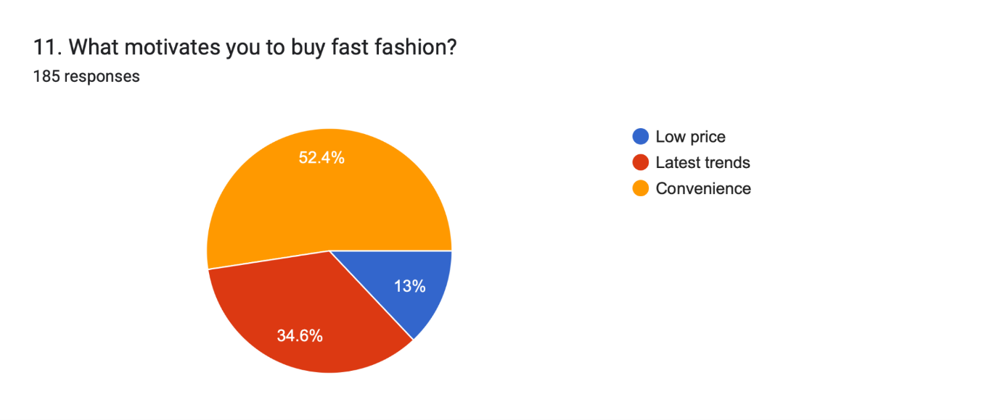 11. What motivates you to buy fast fashion?
185 responses
52.4%
13%
34.6%
Low price
Latest trends
Convenience